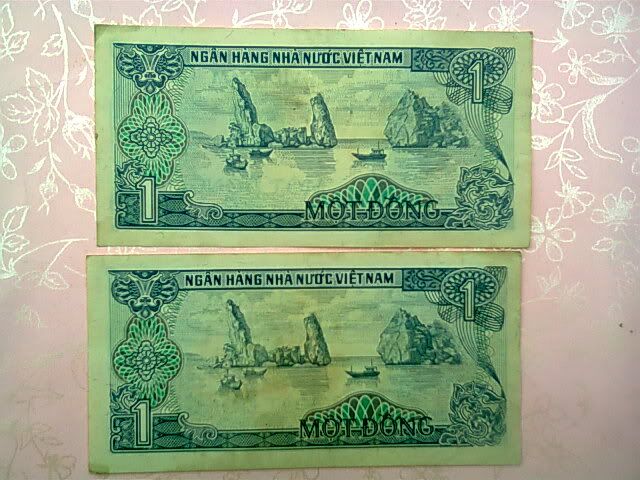 NGÂN HÀNG NHÀ NƯỚC VIỆT NAM
1
1
MỘT ĐỒNG
NGÂN HÀNG NHÀ NƯỚC VIỆT NAM
1
1
MỘT ĐỒNG